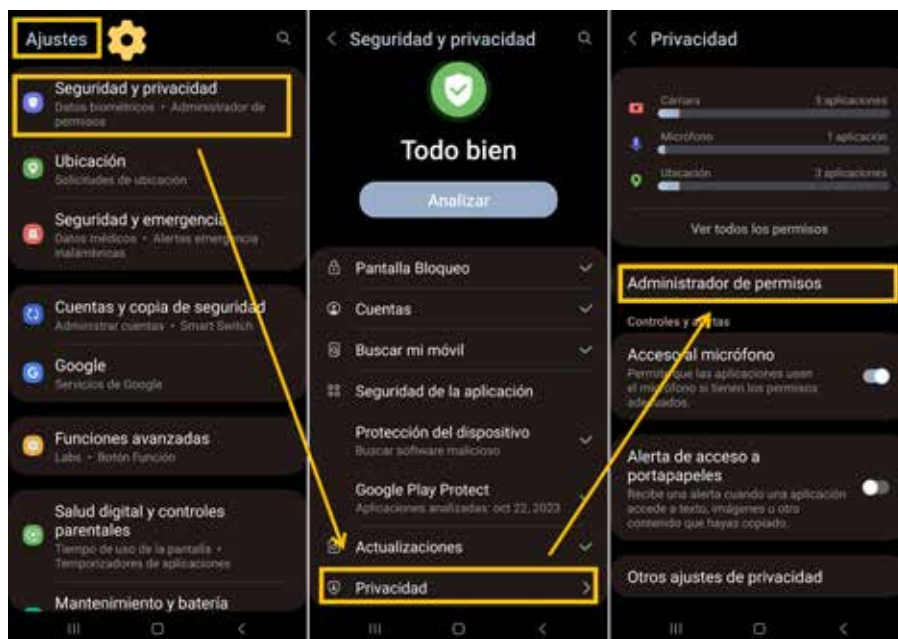 Ajustes
Seguridad y privacidad
Datos biométricos • Administrador de
permisos
Ubicación
Solicitudes de ubicación
Seguridad y emergencia
Datos médicos • Alertas emergencia
inalámbricas
Cuentas y copia de seguridad
Administrar cuentas • Smart Switch
Google
Servicios de Google
Funciones avanzadas
Labs • Botón Función
Salud digital y controles
parentales
Tiempo de uso de la pantalla •
Temporizadores de aplicaciones
Mantenimiento y batería
Seguridad y privacidad
Todo bien
Analizar
Pantalla Bloqueo
Cuentas
Buscar mi móvil
Seguridad de la aplicación
Protección del dispositivo
Buscar software malicioso
Google Play Protect
Aplicaciones analizadas: oct 22, 2023
Actualizaciones
Privacidad
Privacidad
Cámara
3 aplicaciones
Micrófono
1 aplicación
Ubicación
3 aplicaciones
Ver todos los permisos
Administrador de permisos
Controles y alertas
Acceso al micrófono
Permite que las aplicaciones usen
el micrófono si tienen los permisos
adecuados.
Alerta de acceso a
portapapeles
Recibe una alerta cuando una aplicación
accede a texto, imágenes u otro
contenido que hayas copiado.
Otros ajustes de privacidad